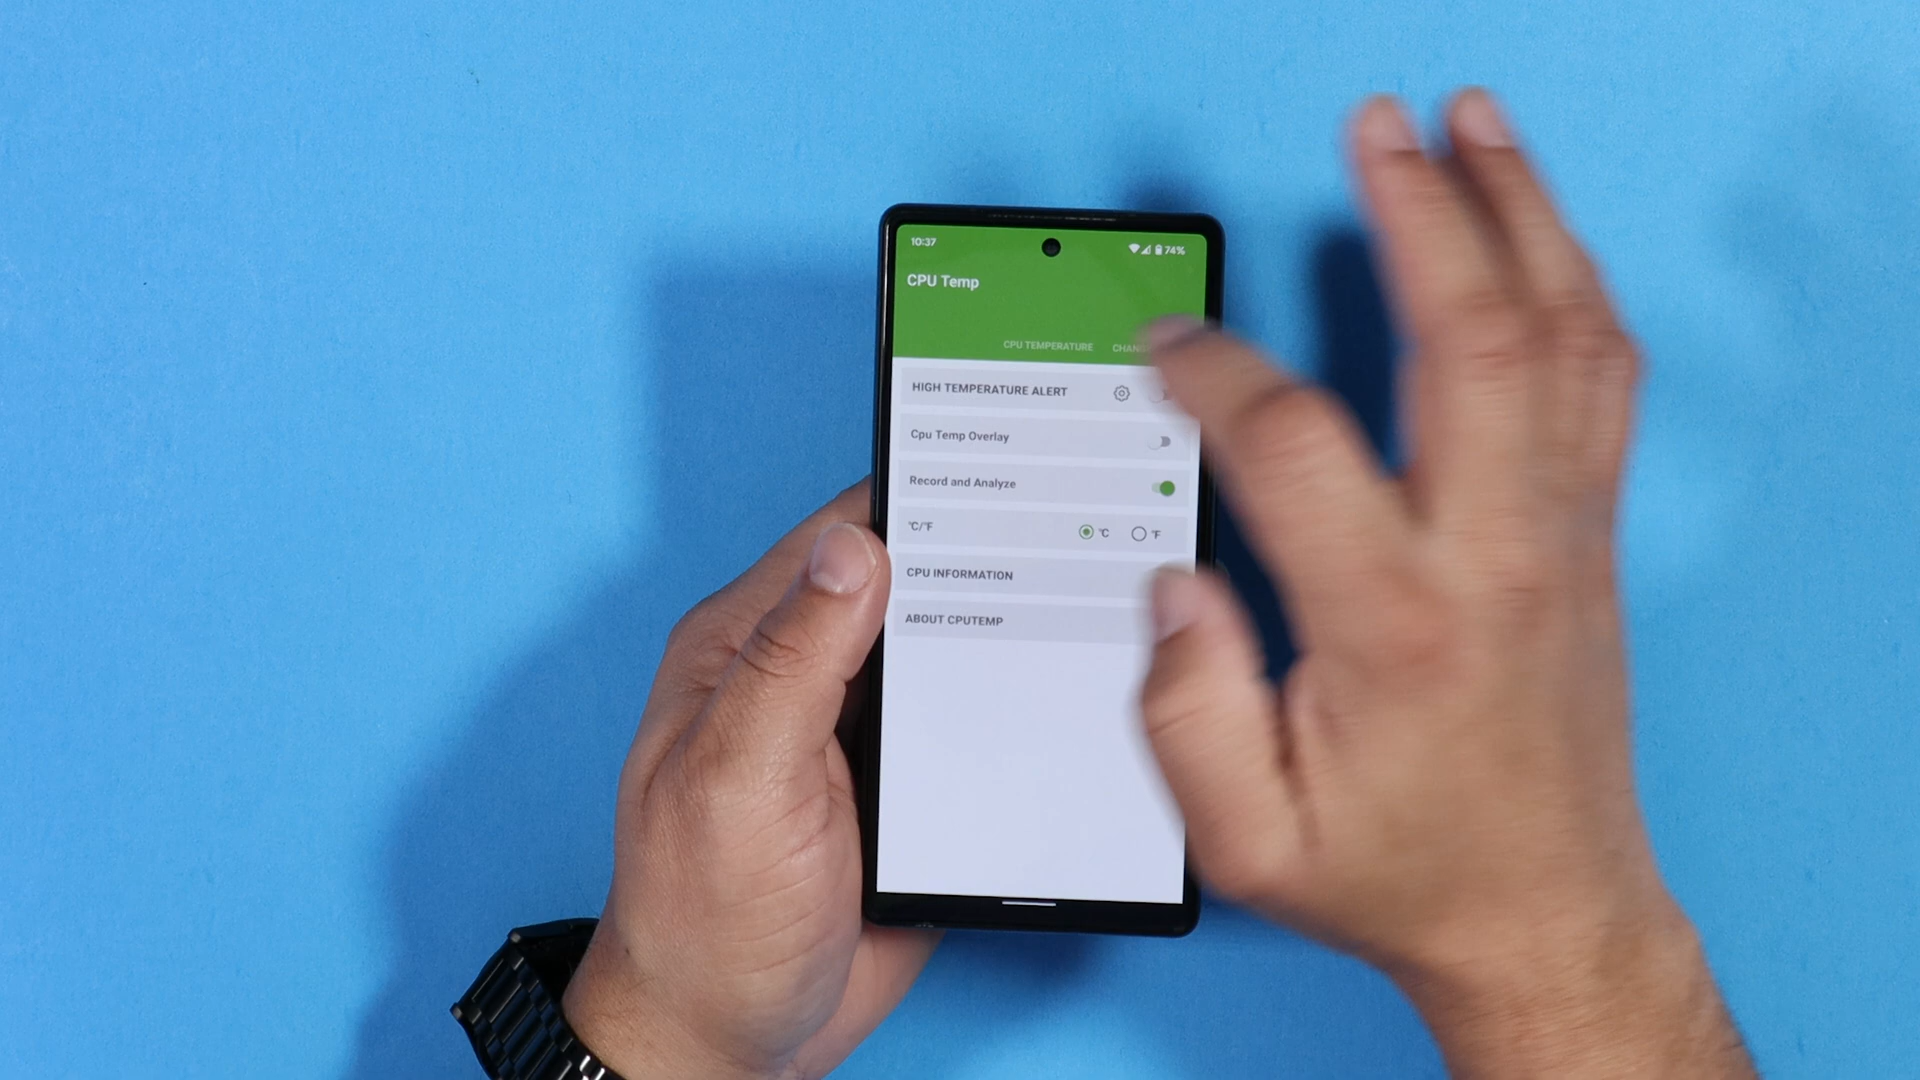 10:37
74%
CPU Temp
CPU TEMPERATURE
HIGH TEMPERATURE ALERT
Cpu Temp Overlay
Record and Analyze
°C/°F
°C
°F
CPU INFORMATION
ABOUT CPUTEMP